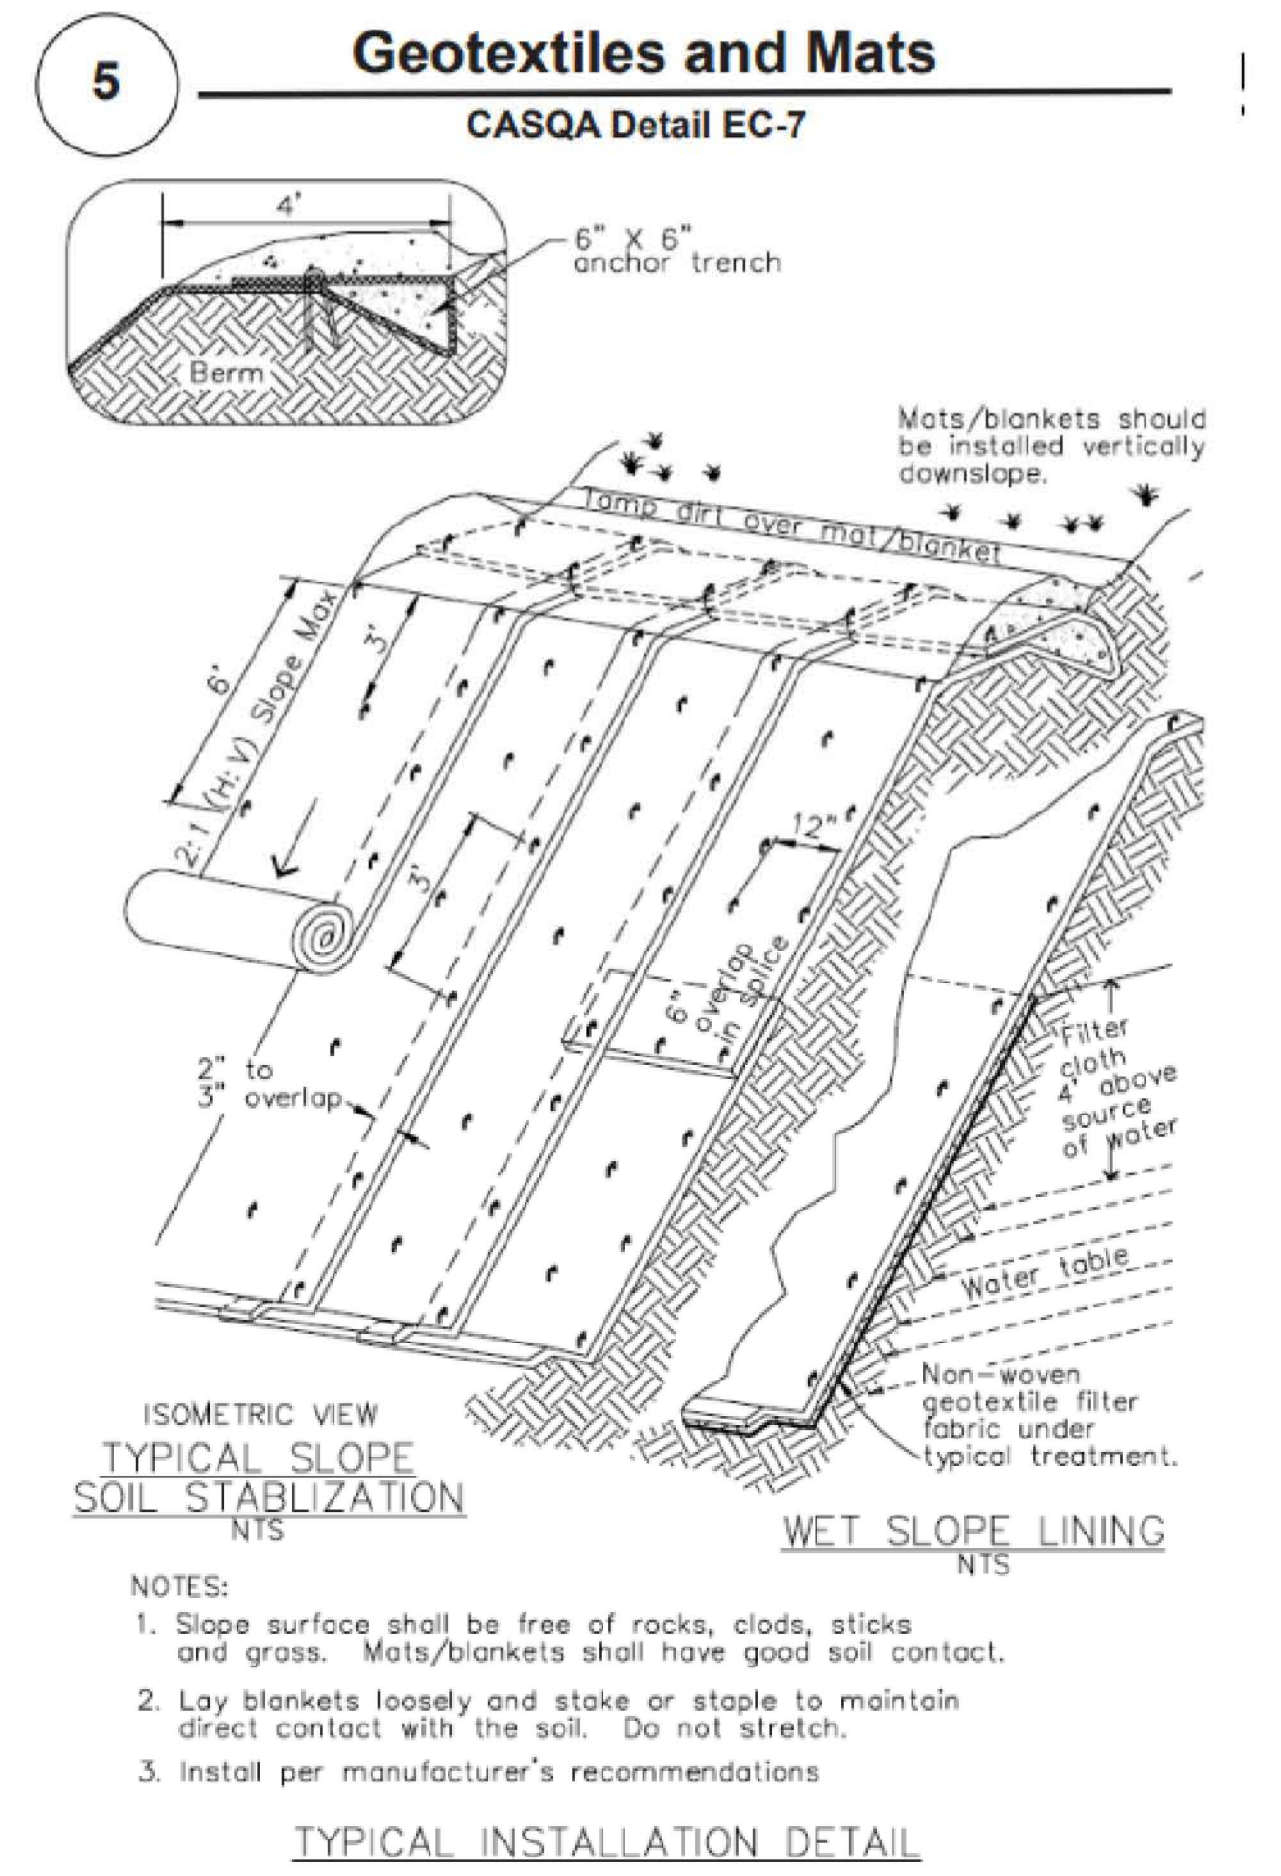 5
Geotextiles and Mats
CASQA Detail EC-7
4'
6" X 6"
anchor trench
Berm
Mats/blankets should
be installed vertically
downslope.
Tamp dirt over mat/blanket
6'
2:1 (H:V) Slope Max
3'
12"
3'
6"
overlap
in splice
2" to
3" overlap
Filter
cloth
4' above
source
of water
Water table
Non-woven
geotextile filter
fabric under
typical treatment.
ISOMETRIC VIEW
TYPICAL SLOPE
SOIL STABLIZATION
NTS
WET SLOPE LINING
NTS
NOTES:
1. Slope surface shall be free of rocks, clods, sticks
and grass. Mats/blankets shall have good soil contact.
2. Lay blankets loosely and stake or staple to maintain
direct contact with the soil. Do not stretch.
3. Install per manufacturer's recommendations
TYPICAL INSTALLATION DETAIL